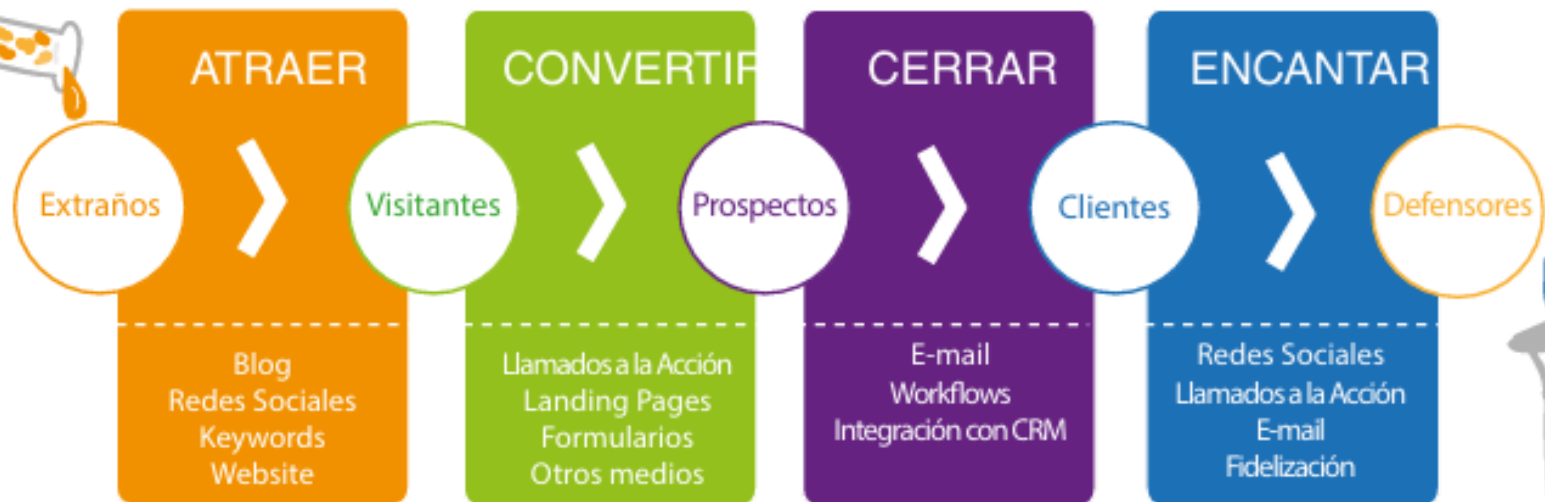 ATRAER
CONVERTIR
CERRAR
ENCANTAR
Extraños
Visitantes
Prospectos
Clientes
Defensores
Blog
Redes Sociales
Keywords
Website
Llamados a la Acción
Landing Pages
Formularios
Otros medios
E-mail
Workflows
Integración con CRM
Redes Sociales
Llamados a la Acción
E-mail
Fidelización